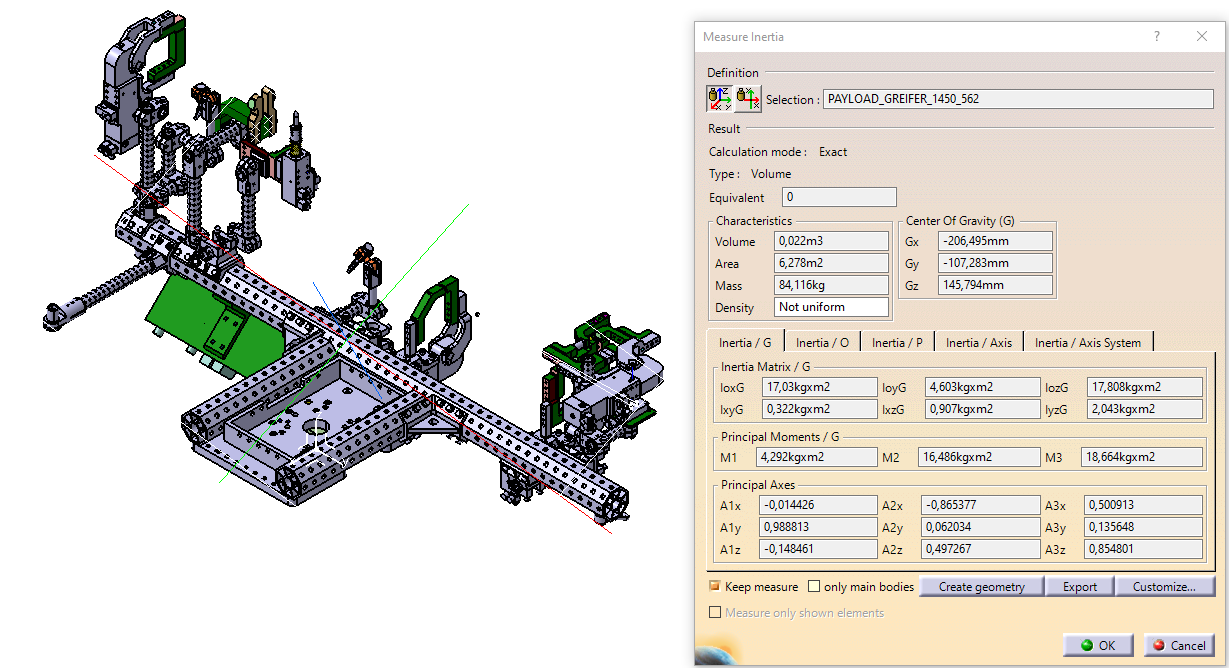 Measure Inertia ?
Definition
Selection : PAYLOAD_GREIFER_1450_562
Result
Calculation mode : Exact
Type : Volume
Equivalent 0
Characteristics Center Of Gravity (G)
Volume 0,022m3 Gx -206,495mm
Area 6,278m2 Gy -107,283mm
Mass 84,116kg Gz 145,794mm
Density Not uniform
Inertia / G Inertia / O Inertia / P Inertia / Axis Inertia / Axis System
Inertia Matrix / G
IoxG 17,03kgxm2 IoyG 4,603kgxm2 IozG 17,808kgxm2
IxyG 0,322kgxm2 IxzG 0,907kgxm2 IyzG 2,043kgxm2
Principal Moments / G
M1 4,292kgxm2 M2 16,486kgxm2 M3 18,664kgxm2
Principal Axes
A1x -0,014426 A2x -0,865377 A3x 0,500913
A1y 0,988813 A2y 0,062034 A3y 0,135648
A1z -0,148461 A2z 0,497267 A3z 0,854801
Keep measure only main bodies Create geometry Export Customize...
Measure only shown elements
OK Cancel